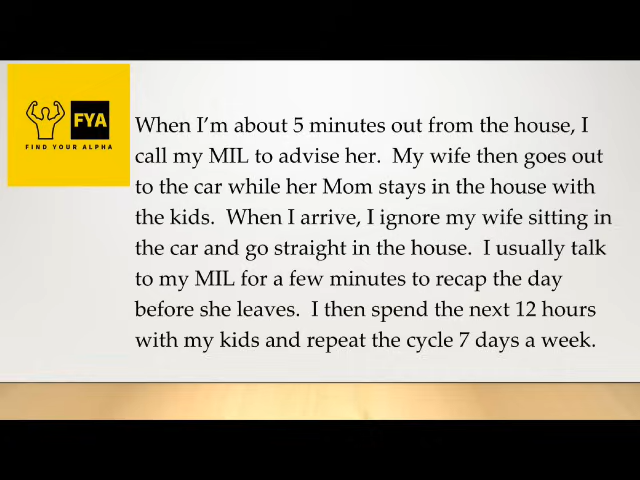 FYA
FIND YOUR ALPHA
When I'm about 5 minutes out from the house, I
call my MIL to advise her.  My wife then goes out
to the car while her Mom stays in the house with
the kids.  When I arrive, I ignore my wife sitting in
the car and go straight in the house.  I usually talk
to my MIL for a few minutes to recap the day
before she leaves.  I then spend the next 12 hours
with my kids and repeat the cycle 7 days a week.